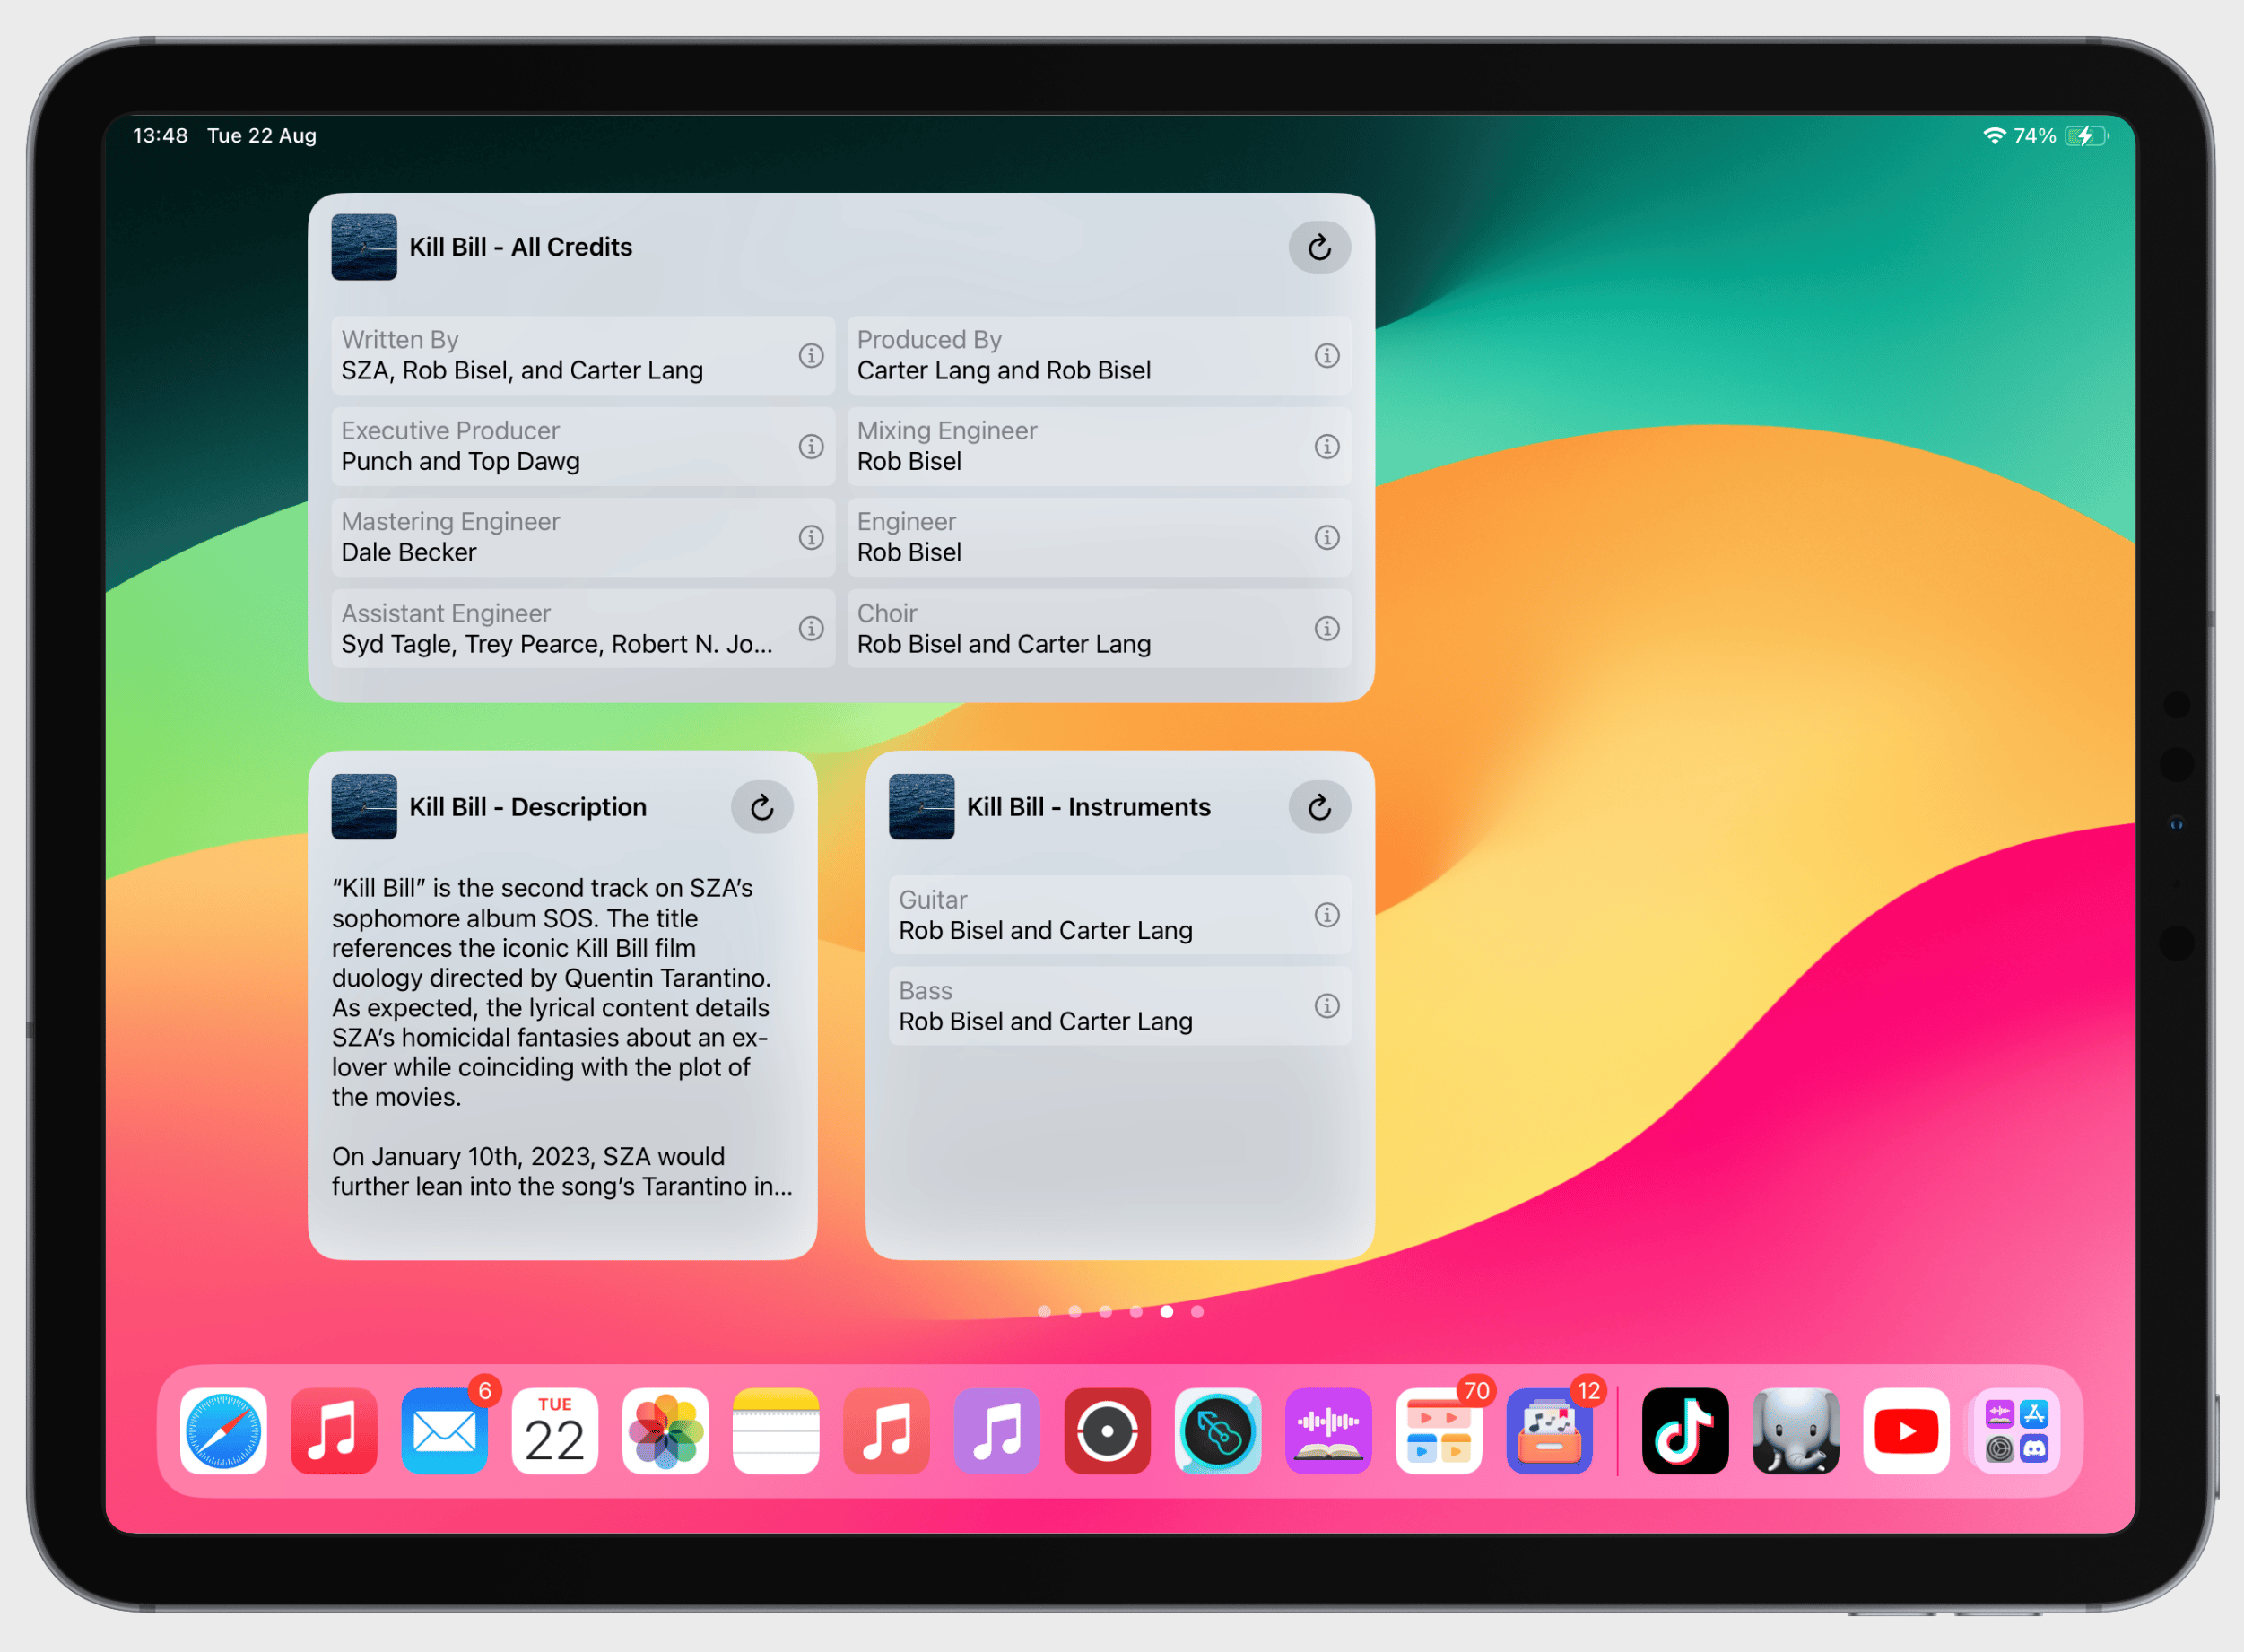 13:48 Tue 22 Aug
74%
Kill Bill - All Credits
Written By
SZA, Rob Bisel, and Carter Lang
Produced By
Carter Lang and Rob Bisel
Executive Producer
Punch and Top Dawg
Mixing Engineer
Rob Bisel
Mastering Engineer
Dale Becker
Engineer
Rob Bisel
Assistant Engineer
Syd Tagle, Trey Pearce, Robert N. Jo...
Choir
Rob Bisel and Carter Lang
Kill Bill - Description
“Kill Bill” is the second track on SZA’s
sophomore album SOS. The title
references the iconic Kill Bill film
duology directed by Quentin Tarantino.
As expected, the lyrical content details
SZA’s homicidal fantasies about an ex-
lover while coinciding with the plot of
the movies.
On January 10th, 2023, SZA would
further lean into the song’s Tarantino in...
Kill Bill - Instruments
Guitar
Rob Bisel and Carter Lang
Bass
Rob Bisel and Carter Lang
6
TUE
22
70
12